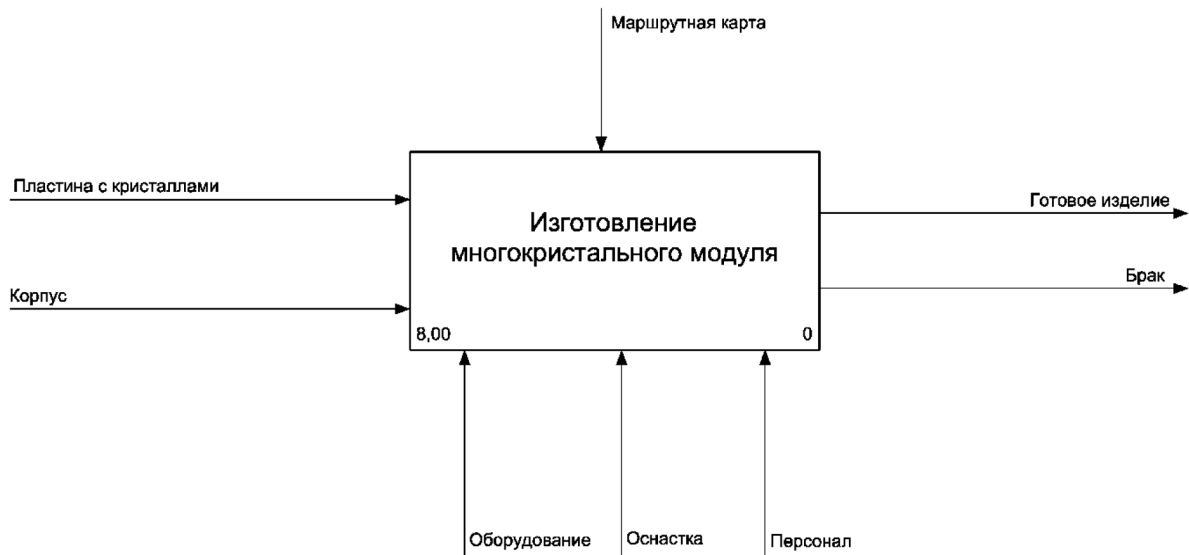 Маршрутная карта
Пластина с кристаллами
Готовое изделие
Изготовление
многокристального модуля
Корпус
Брак
8,00
0
Оборудование
Оснастка
Персонал